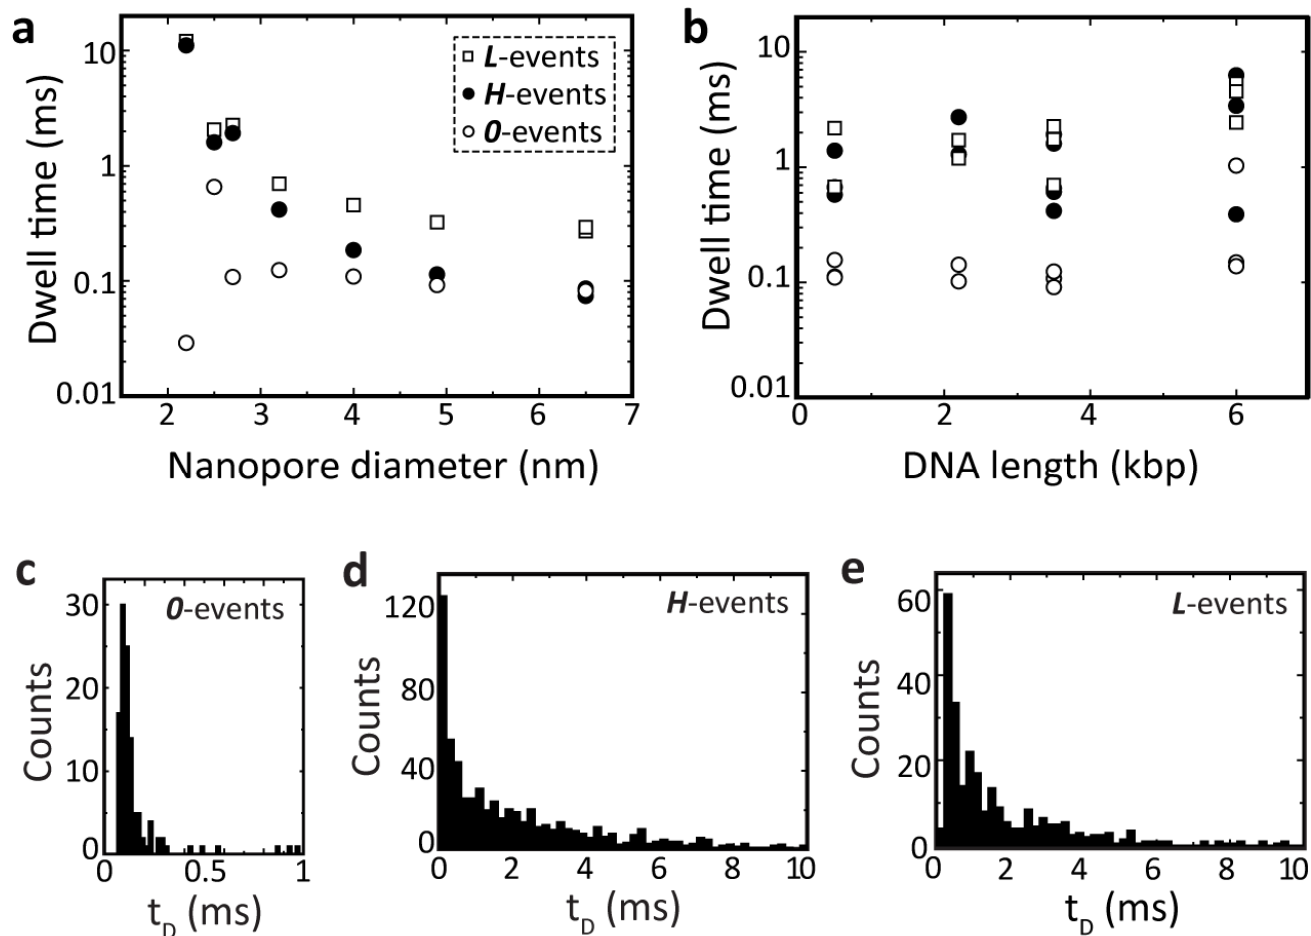 a
Dwell time (ms)
10
1
0.1
0.01
L-events
H-events
0-events
2 3 4 5 6 7
Nanopore diameter (nm)
b
Dwell time (ms)
10
1
0.1
0.01
0 2 4 6
DNA length (kbp)
c
0-events
Counts
30
20
10
0
0 0.5 1
tD (ms)
d
H-events
Counts
120
80
40
0
0 2 4 6 8 10
tD (ms)
e
L-events
Counts
60
40
20
0
0 2 4 6 8 10
tD (ms)